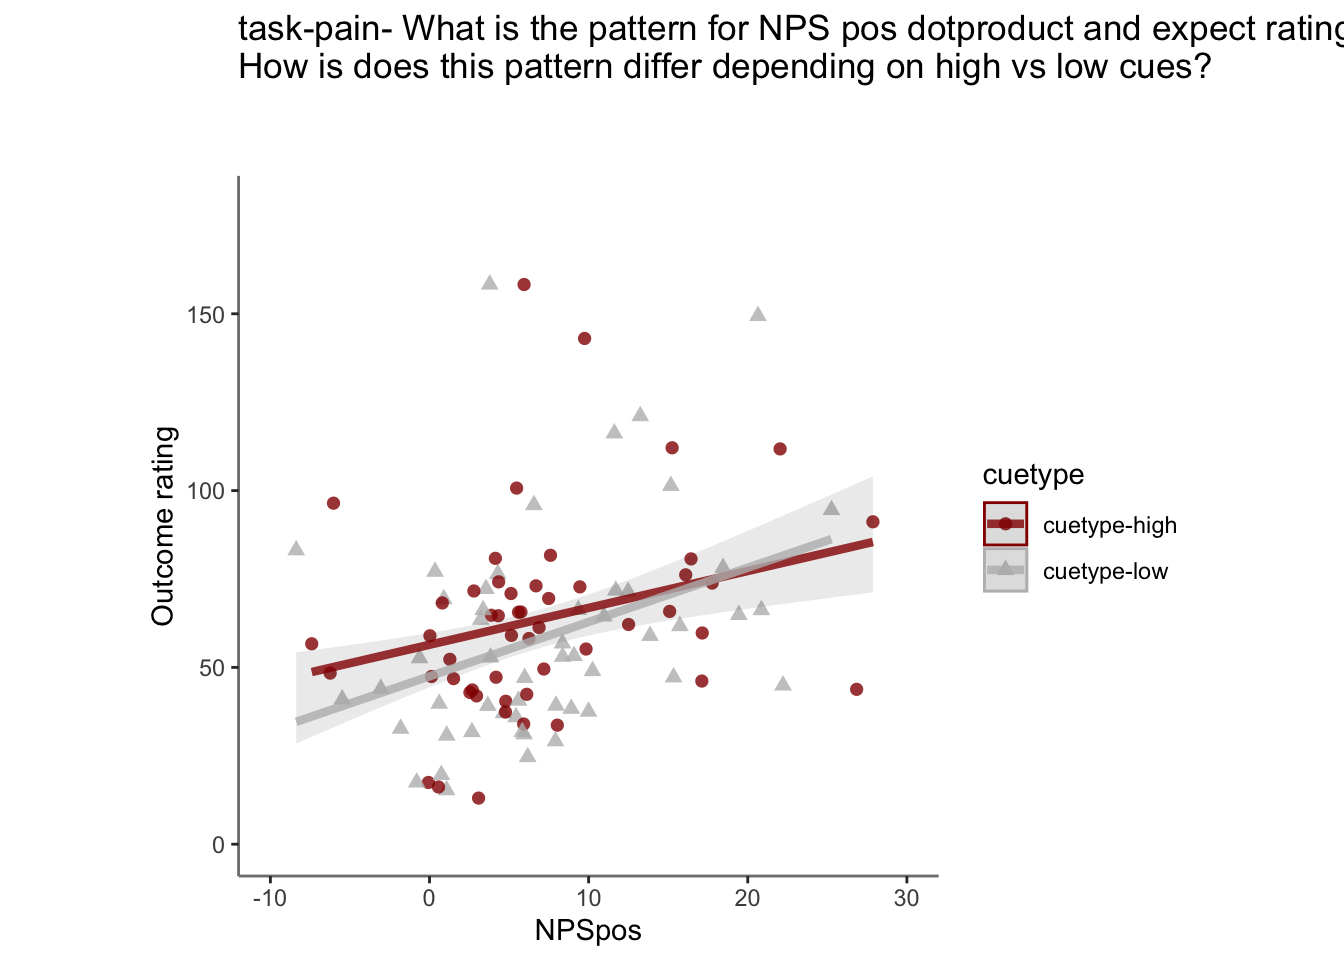 task-pain- What is the pattern for NPS pos dotproduct and expect rating
How is does this pattern differ depending on high vs low cues?
150
100
50
0
Outcome rating
-10
0
10
20
30
NPSpos
cuetype
cuetype-high
cuetype-low